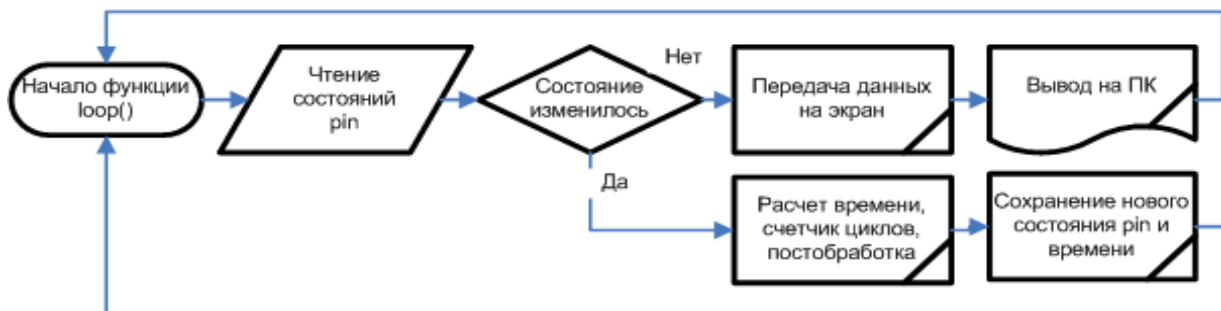 Начало функции
loop()
Чтение
состояний
pin
Состояние
изменилось
Нет
Передача данных
на экран
Вывод на ПК
Да
Расчет времени,
счетчик циклов,
постобработка
Сохранение нового
состояния pin и
времени